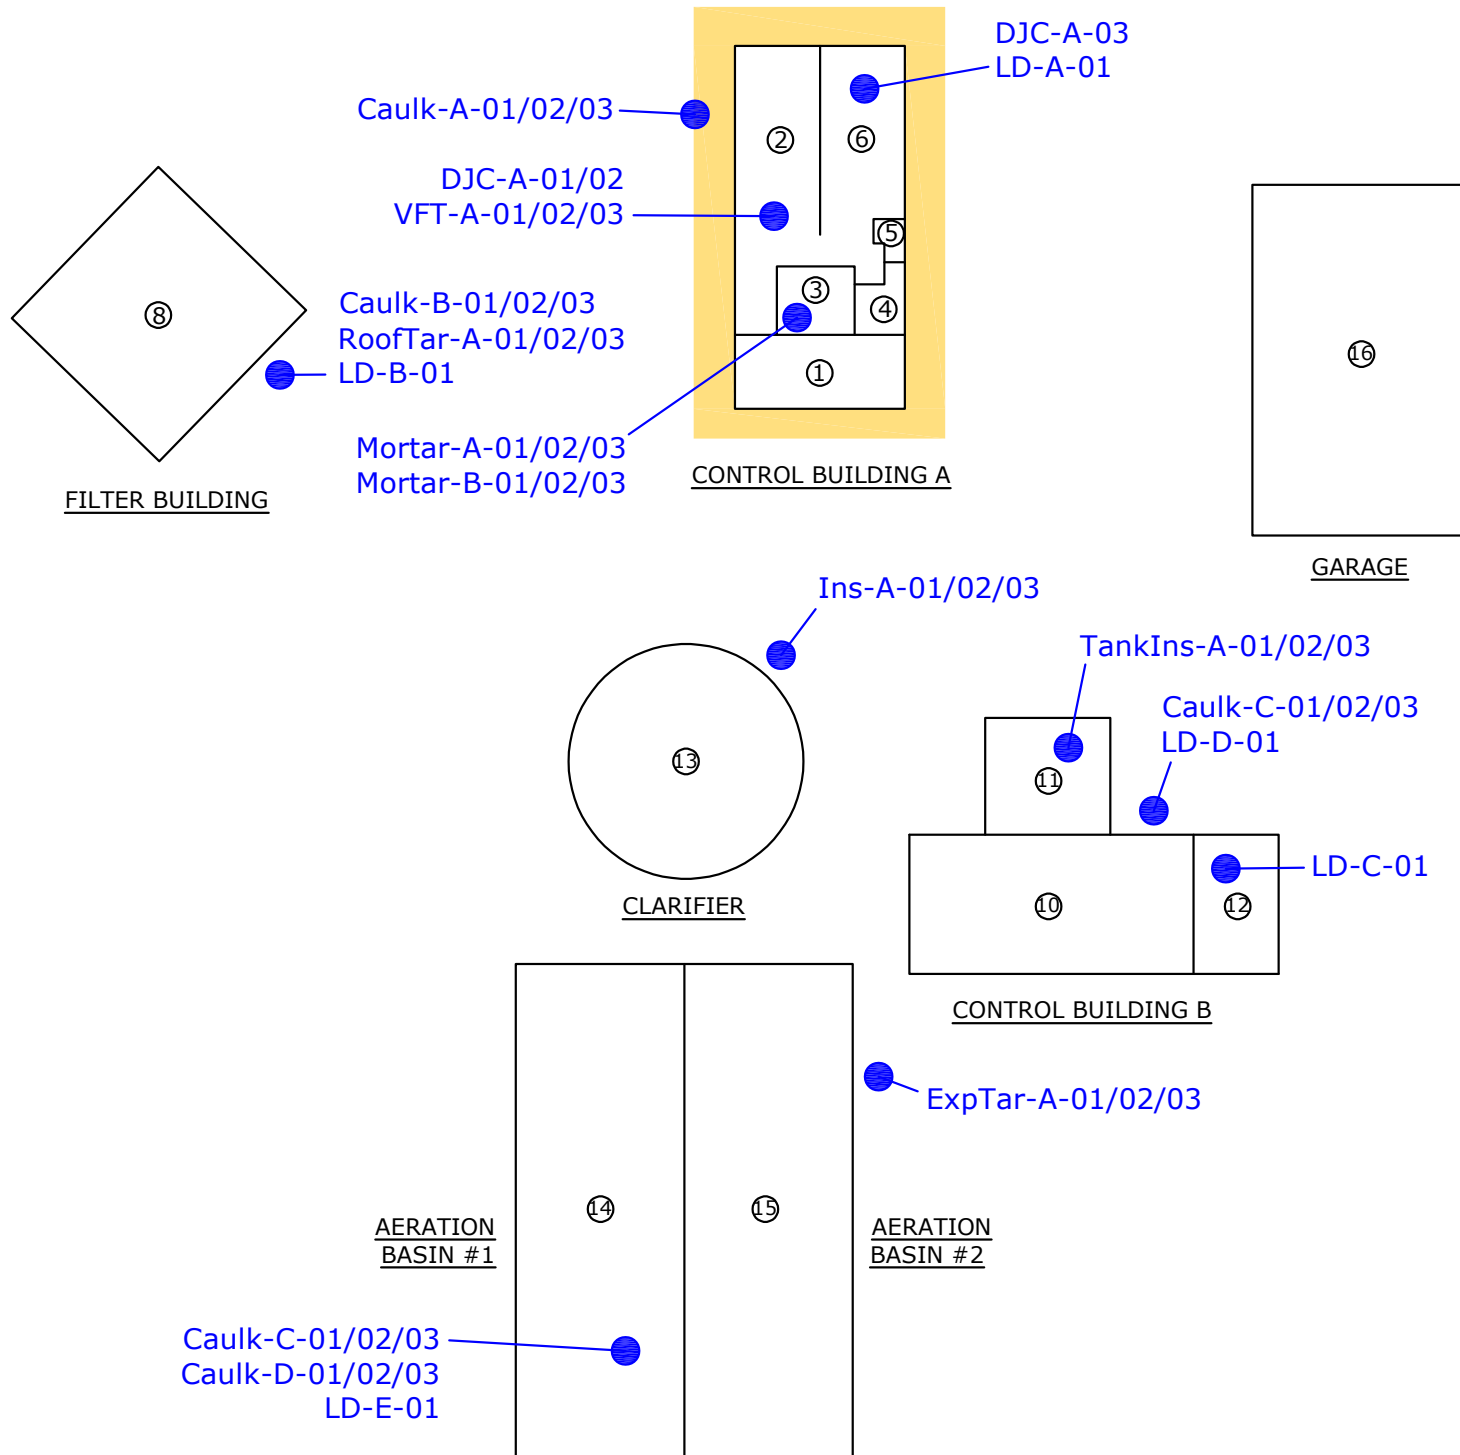 DJC-A-03
LD-A-01
Caulk-A-01/02/03
2
6
DJC-A-01/02
VFT-A-01/02/03
5
Caulk-B-01/02/03
RoofTar-A-01/02/03
LD-B-01
8
3
4
16
1
Mortar-A-01/02/03
Mortar-B-01/02/03
CONTROL BUILDING A
FILTER BUILDING
GARAGE
Ins-A-01/02/03
TankIns-A-01/02/03
Caulk-C-01/02/03
LD-D-01
13
11
LD-C-01
CLARIFIER
10
12
CONTROL BUILDING B
ExpTar-A-01/02/03
14
15
AERATION
BASIN #1
AERATION
BASIN #2
Caulk-C-01/02/03
Caulk-D-01/02/03
LD-E-01